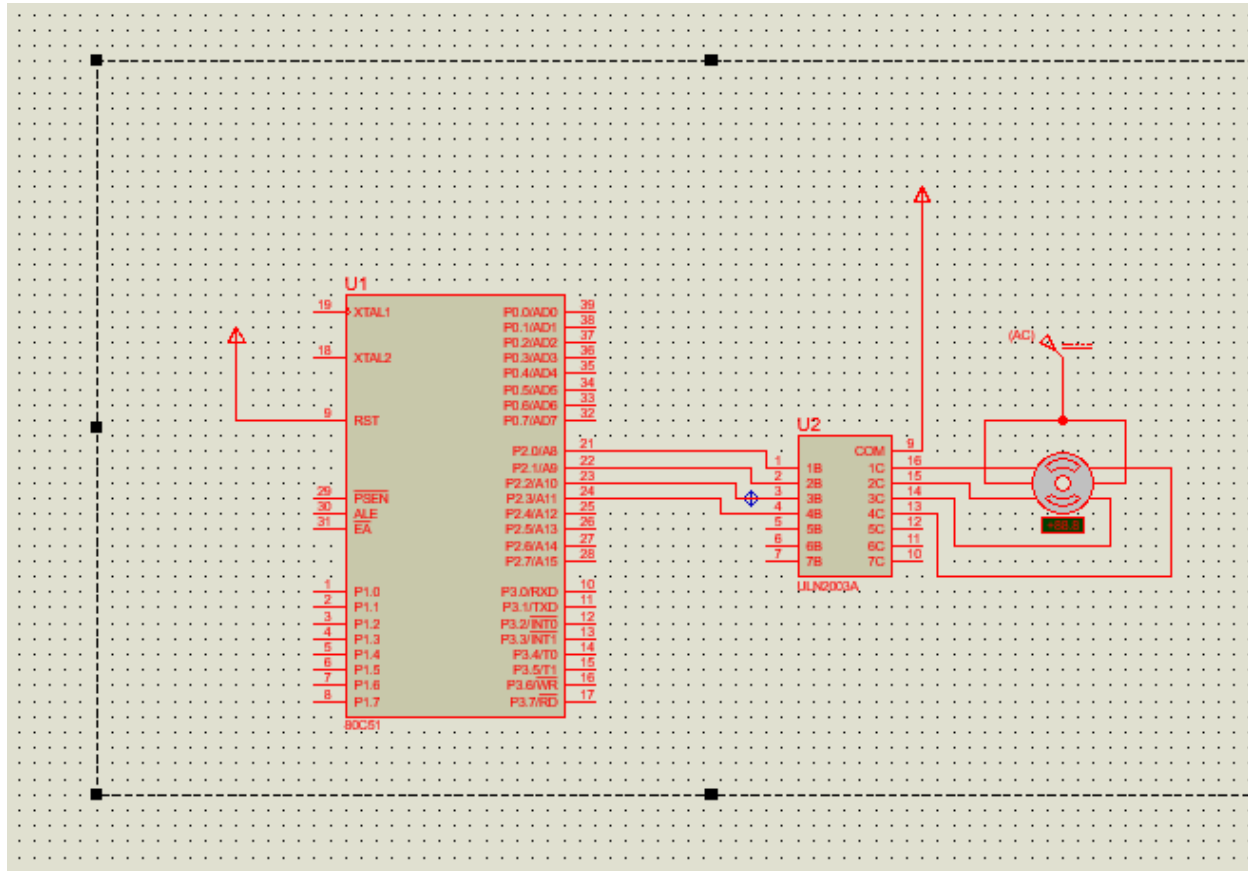 U1
19 XTAL1
18 XTAL2
9 RST
29 PSEN
30 ALE
31 EA
1 P1.0
2 P1.1
3 P1.2
4 P1.3
5 P1.4
6 P1.5
7 P1.6
8 P1.7
P0.0/AD0 39
P0.1/AD1 38
P0.2/AD2 37
P0.3/AD3 36
P0.4/AD4 35
P0.5/AD5 34
P0.6/AD6 33
P0.7/AD7 32
P2.0/A8 21
P2.1/A9 22
P2.2/A10 23
P2.3/A11 24
P2.4/A12 25
P2.5/A13 26
P2.6/A14 27
P2.7/A15 28
P3.0/RXD 10
P3.1/TXD 11
P3.2/INT0 12
P3.3/INT1 13
P3.4/T0 14
P3.5/T1 15
P3.6/WR 16
P3.7/RD 17
80C51
U2
1 1B
2 2B
3 3B
4 4B
5 5B
6 6B
7 7B
COM 9
1C 16
2C 15
3C 14
4C 13
5C 12
6C 11
7C 10
ULN2003A
(AC)
+88.8